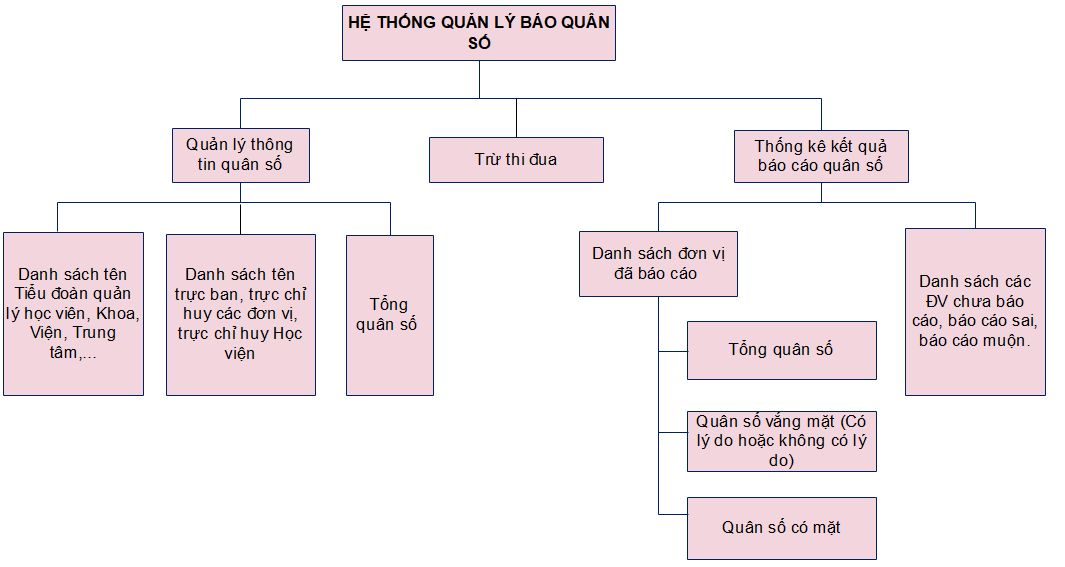 HỆ THỐNG QUẢN LÝ BÁO QUÂN
SỐ
Quản lý thông
tin quân số
Trừ thi đua
Thống kê kết quả
báo cáo quân số
Danh sách tên
Tiểu đoàn quản
lý học viên, Khoa,
Viện, Trung
tâm,...
Danh sách tên
trực ban, trực chỉ
huy các đơn vị,
trực chỉ huy Học
viện
Tổng
quân số
Danh sách đơn vị
đã báo cáo
Tổng quân số
Quân số vắng mặt (Có
lý do hoặc không có lý
do)
Quân số có mặt
Danh sách các
ĐV chưa báo
cáo, báo cáo sai,
báo cáo muộn.